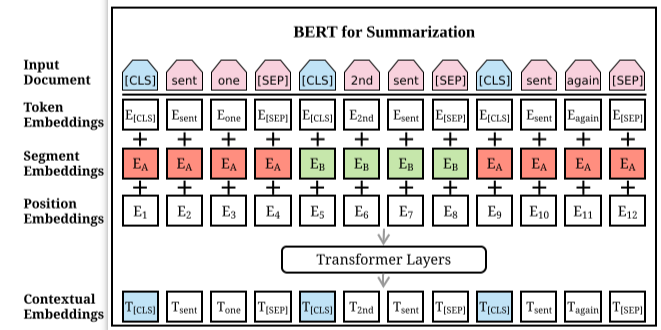 BERT for Summarization
Input Document [CLS] sent one [SEP] [CLS] 2nd sent [SEP] [CLS] sent again [SEP]
Token Embeddings E[CLS] Esent Eone E[SEP] E[CLS] E2nd Esent E[SEP] E[CLS] Esent Eagain E[SEP]
+ + + + + + + + + + + +
Segment Embeddings EA EA EA EA EB EB EB EB EA EA EA EA
+ + + + + + + + + + + +
Position Embeddings E1 E2 E3 E4 E5 E6 E7 E8 E9 E10 E11 E12
Transformer Layers
Contextual Embeddings T[CLS] Tsent Tone T[SEP] T[CLS] T2nd Tsent T[SEP] T[CLS] Tsent Tagain T[SEP]